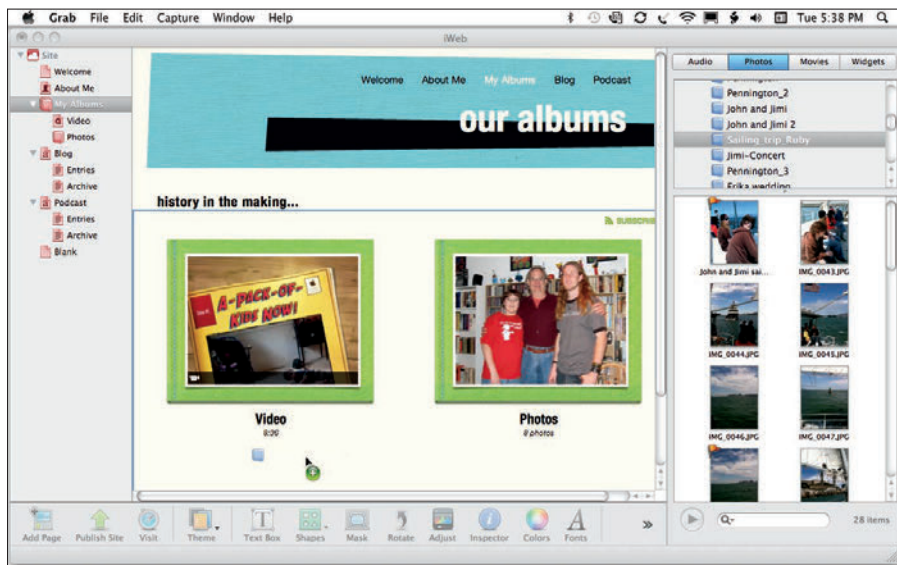 Grab File Edit Capture Window Help Tue 5:38 PM
iWeb
Site
Welcome
About Me
My Albums
Video
Photos
Blog
Entries
Archive
Podcast
Entries
Archive
Blank
Welcome About Me My Albums Blog Podcast
our albums
history in the making...
SUBSCRIBE
A-PACK-OF-
KIDS NOW!
Video
9:36
Photos
8 photos
Audio Photos Movies Widgets
Pennington_2
John and Jimi
John and Jimi 2
Sailing_trip_Ruby
Jimi-Concert
Pennington_3
Erika wedding
John and Jimi sai... IMG_0043.JPG
IMG_0044.JPG IMG_0045.JPG
IMG_0046.JPG IMG_0047.JPG
Add Page Publish Site Visit Theme Text Box Shapes Mask Rotate Adjust Inspector Colors Fonts
28 items